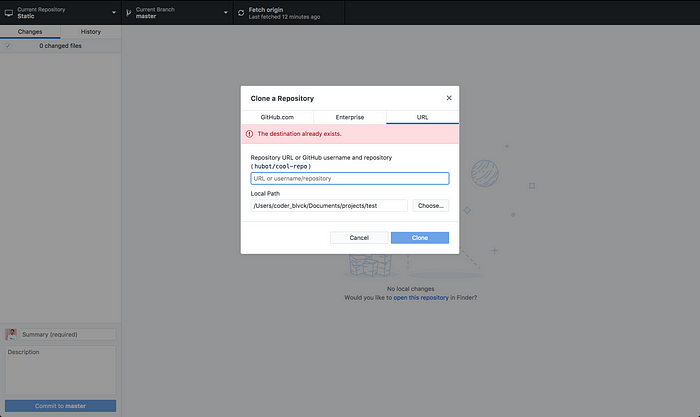 Current Repository
Static
Current Branch
master
Fetch origin
Last fetched 12 minutes ago
Changes
History
0 changed files
Clone a Repository
GitHub.com
Enterprise
URL
The destination already exists.
Repository URL or GitHub username and repository
(hubot/cool-repo)
URL or username/repository
Local Path
/Users/coder_blvck/Documents/projects/test
Choose...
Cancel
Clone
No local changes
Would you like to open this repository in Finder?
Summary (required)
Description
Commit to master